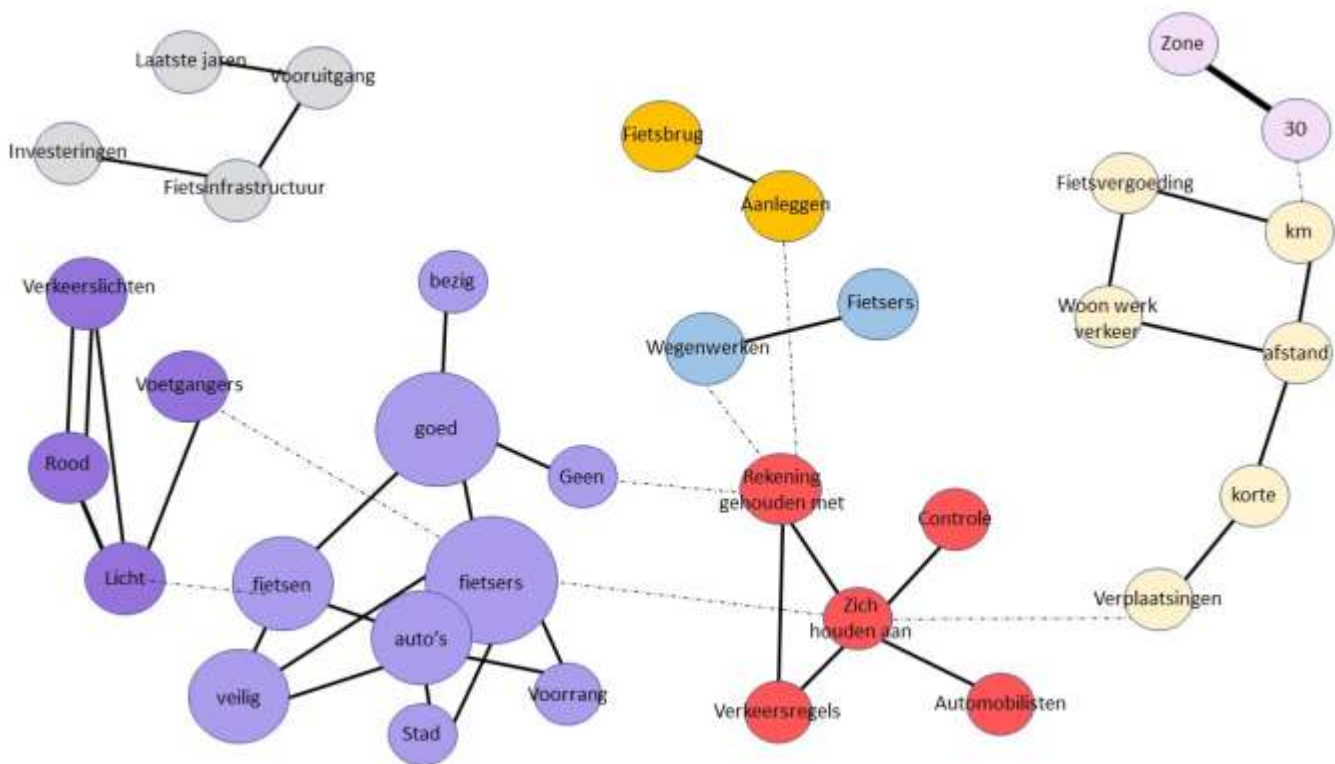 Laatste jaren
Vooruitgang
Investeringen
Fietsinfrastructuur
Zone
30
Fietsbrug
Aanleggen
Fietsvergoeding
km
Woon werk
verkeer
afstand
korte
Verplaatsingen
Verkeerslichten
Voetgangers
Rood
Licht
bezig
goed
Geen
fietsen
fietsers
auto's
veilig
Stad
Voorrang
Fietsers
Wegenwerken
Rekening
gehouden met
Controle
Zich
houden aan
Verkeersregels
Automobilisten